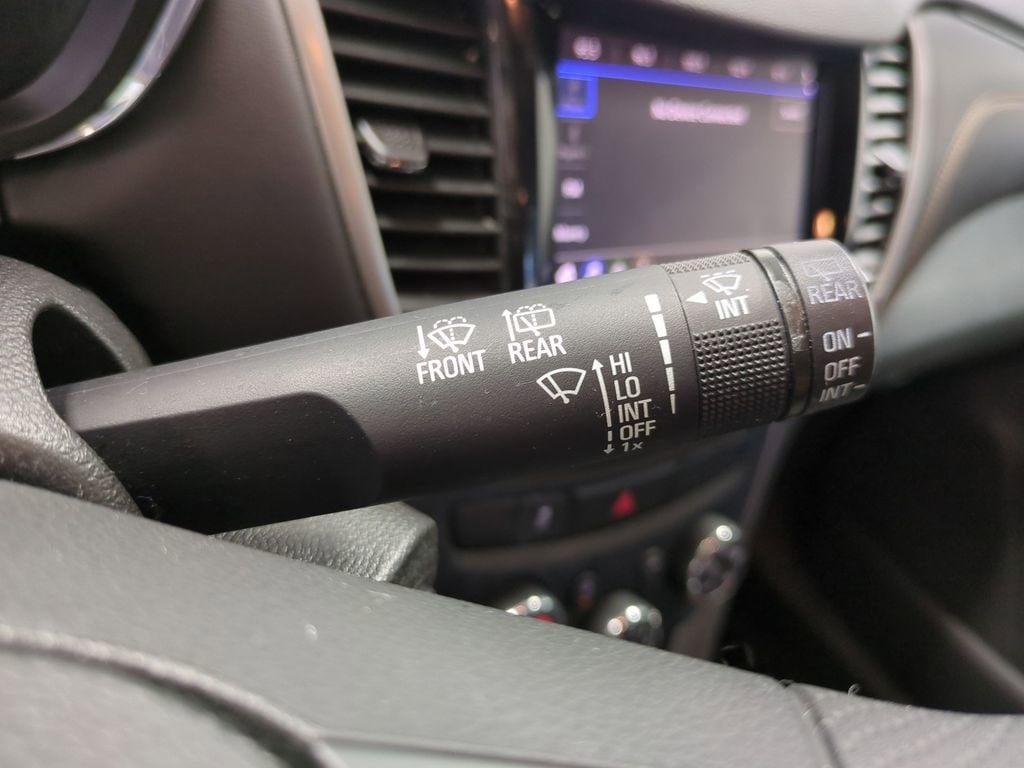 FRONT
REAR
HI
LO
INT
OFF
1x
INT
REAR
ON
OFF
INT